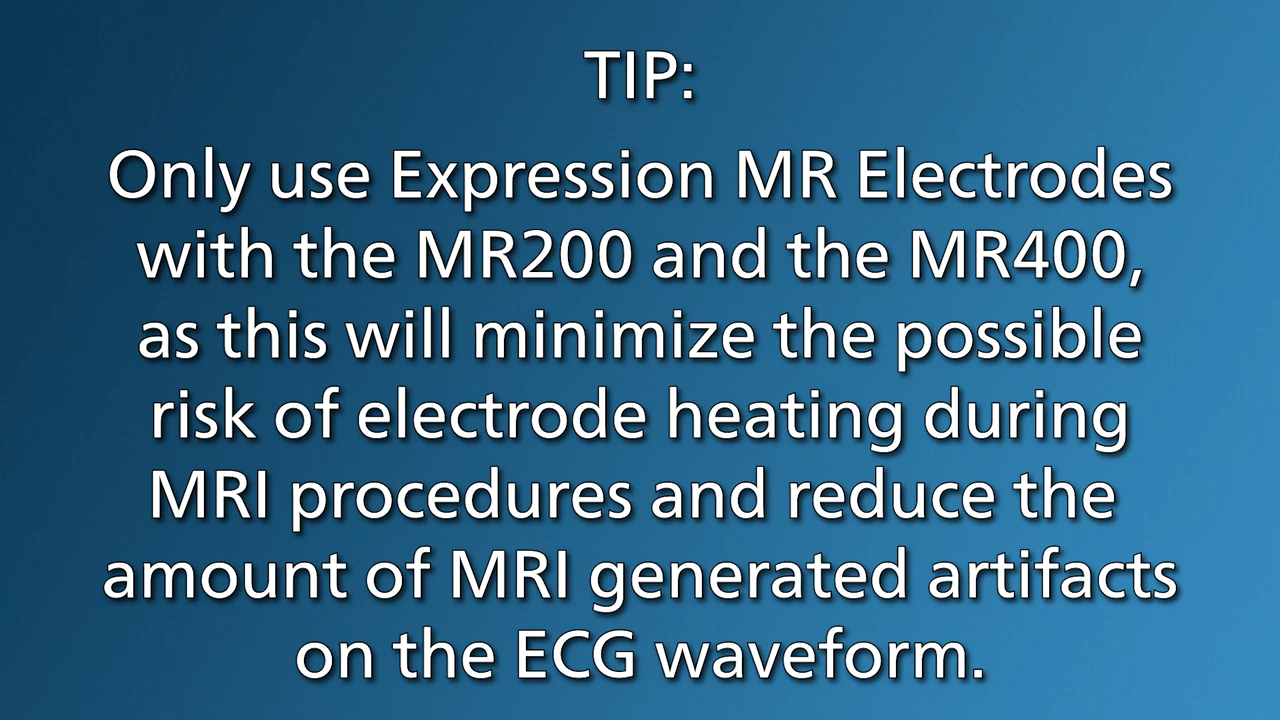 TIP:
Only use Expression MR Electrodes
with the MR200 and the MR400,
as this will minimize the possible
risk of electrode heating during
MRI procedures and reduce the
amount of MRI generated artifacts
on the ECG waveform.